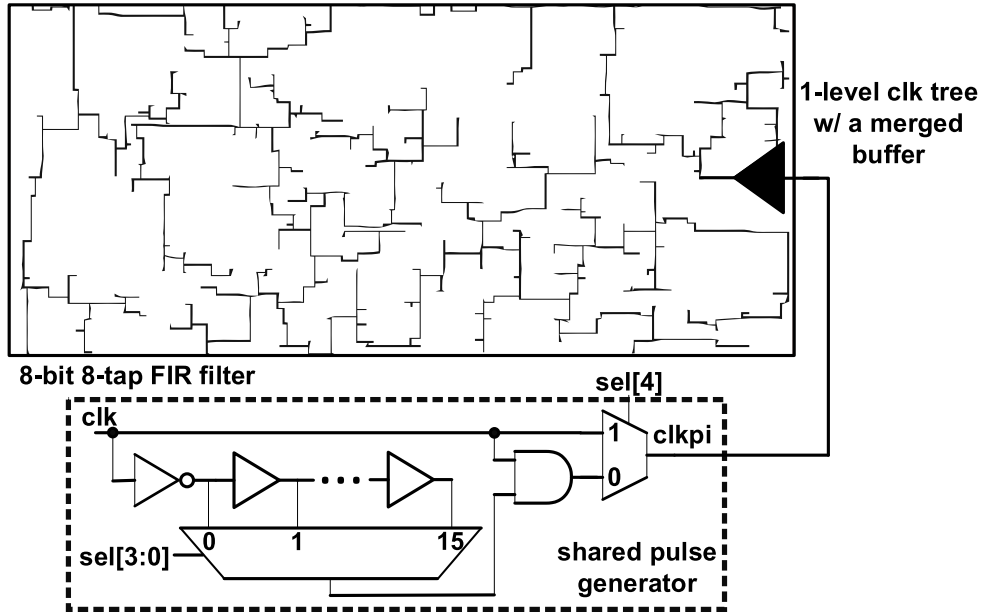 1-level clk tree
w/ a merged
buffer
8-bit 8-tap FIR filter
sel[4]
clk
1
clkpi
0
0
1
15
sel[3:0]
shared pulse
generator